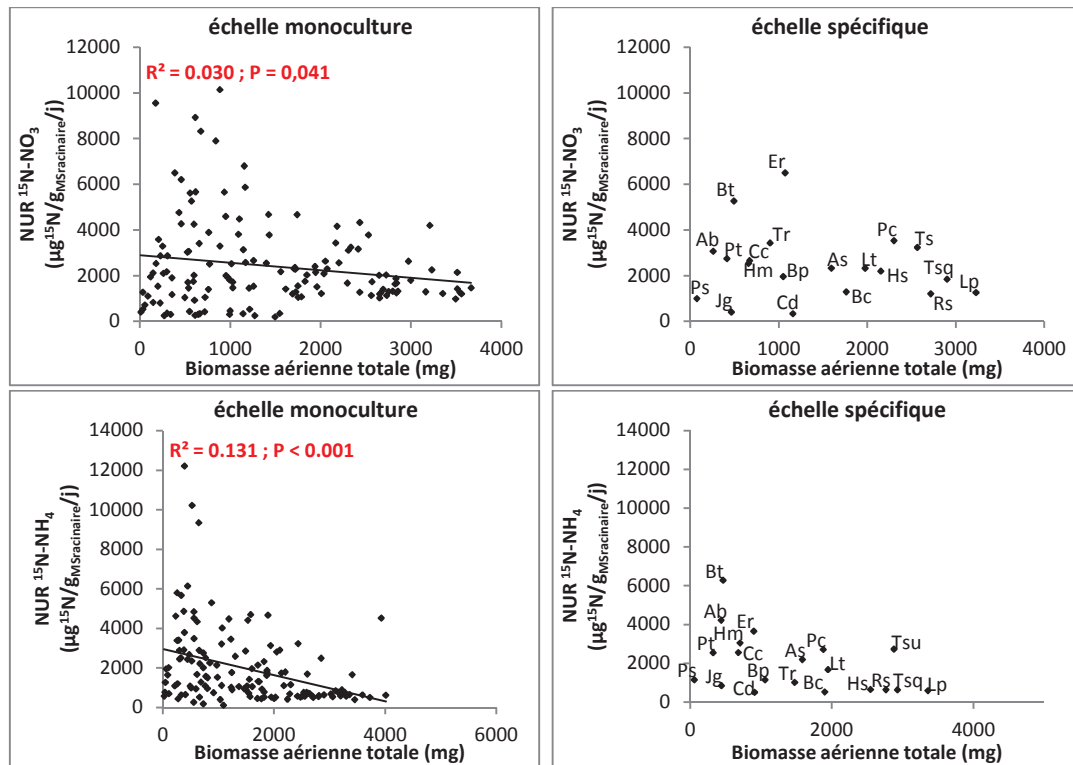 échelle monoculture
R² = 0.030 ; P = 0,041
NUR ¹⁵N-NO₃
(µg¹⁵N/g_MSracinaire/j)
12000
10000
8000
6000
4000
2000
0
0 1000 2000 3000 4000
Biomasse aérienne totale (mg)
échelle spécifique
NUR ¹⁵N-NO₃
(µg¹⁵N/g_MSracinaire/j)
12000
10000
8000
6000
4000
2000
0
Er
Bt
Ab
Pt
Cc
Tr
Hm
Bp
Ps
Jg
Cd
As
Lt
Pc
Ts
Hs
Bc
Tsq
Rs
Lp
0 1000 2000 3000 4000
Biomasse aérienne totale (mg)
échelle monoculture
R² = 0.131 ; P < 0.001
NUR ¹⁵N-NH₄
(µg¹⁵N/g_MSracinaire/j)
14000
12000
10000
8000
6000
4000
2000
0
0 2000 4000 6000
Biomasse aérienne totale (mg)
échelle spécifique
NUR ¹⁵N-NH₄
(µg¹⁵N/g_MSracinaire/j)
14000
12000
10000
8000
6000
4000
2000
0
Bt
Ab
Er
Hm
Pt
Cc
As
Pc
Tsu
Lt
Ps
Jg
Cd
Bp
Tr
Bc
Hs
Rs
Tsq
Lp
0 2000 4000
Biomasse aérienne totale (mg)